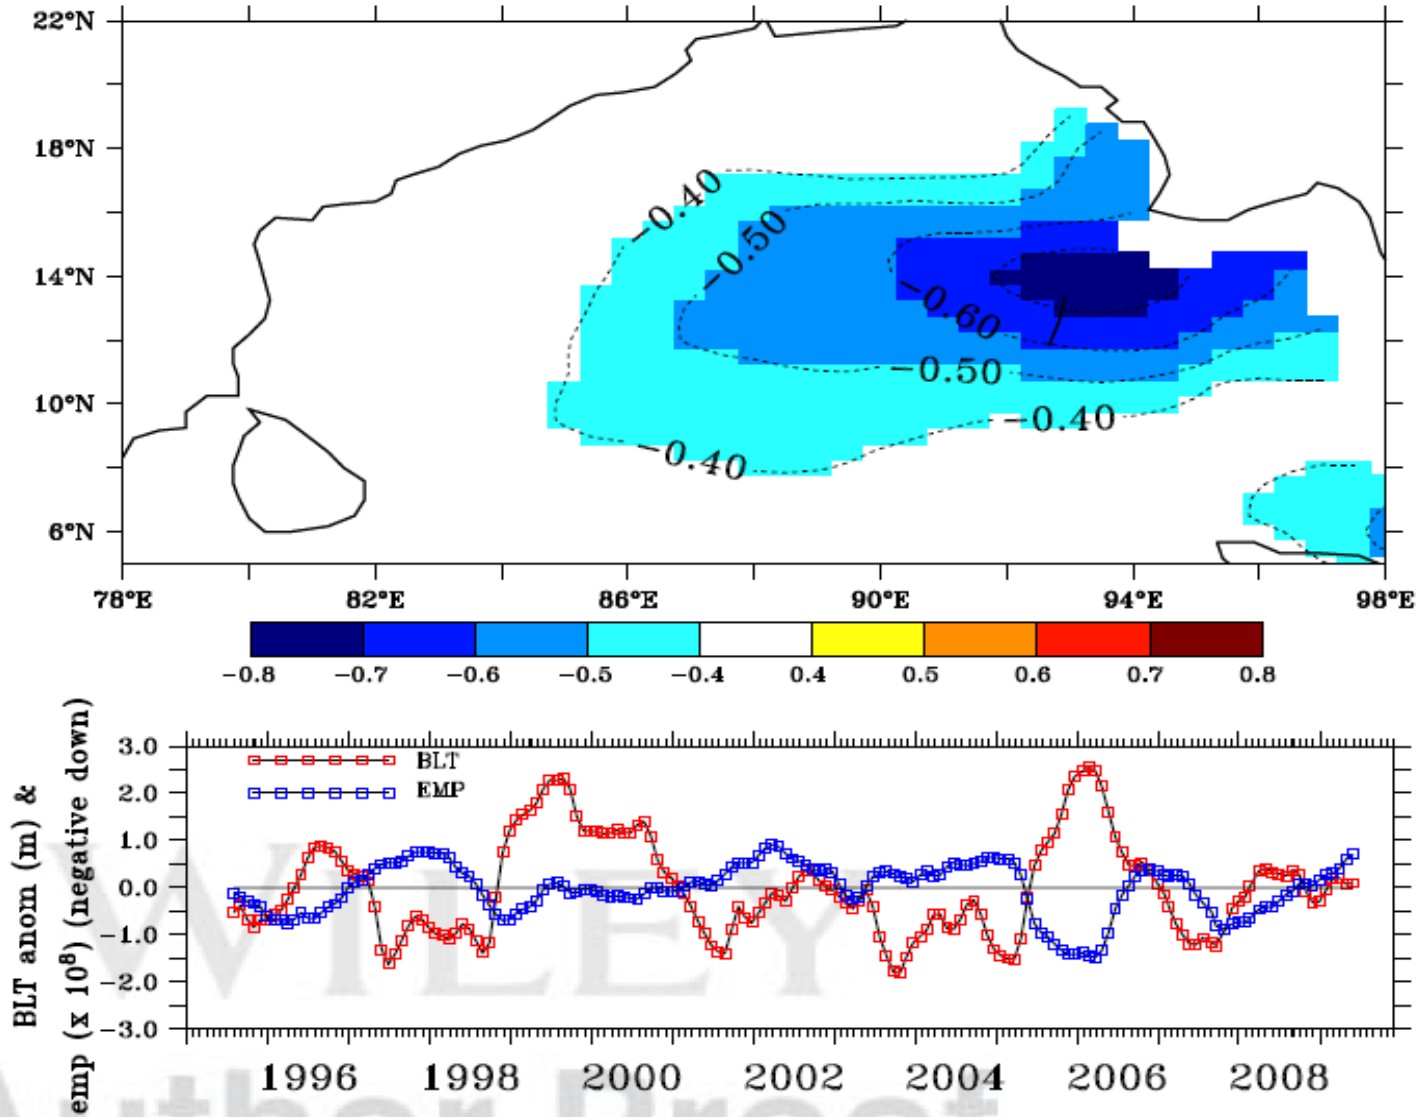 22°N
18°N
14°N
10°N
6°N
-0.40
-0.50
-0.60
-0.50
-0.40
-0.40
78°E 82°E 86°E 90°E 94°E 98°E
-0.8 -0.7 -0.6 -0.5 -0.4 0.4 0.5 0.6 0.7 0.8
BLT anom (m) &
emp (x 10⁸) (negative down)
3.0
2.0
1.0
0.0
-1.0
-2.0
-3.0
BLT
EMP
WILEY
1996 1998 2000 2002 2004 2006 2008
Author Proof